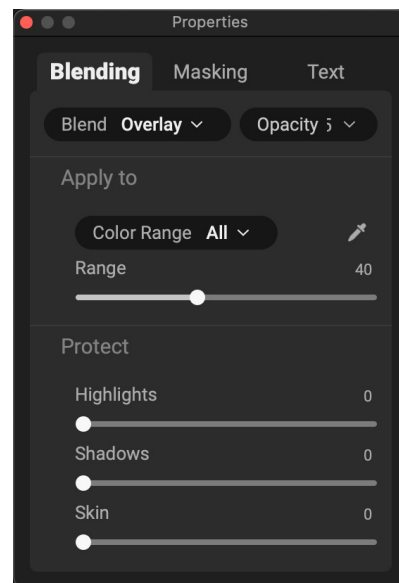 Properties
Blending Masking Text
Blend Overlay Opacity
Apply to
Color Range All
Range 40
Protect
Highlights 0
Shadows 0
Skin 0